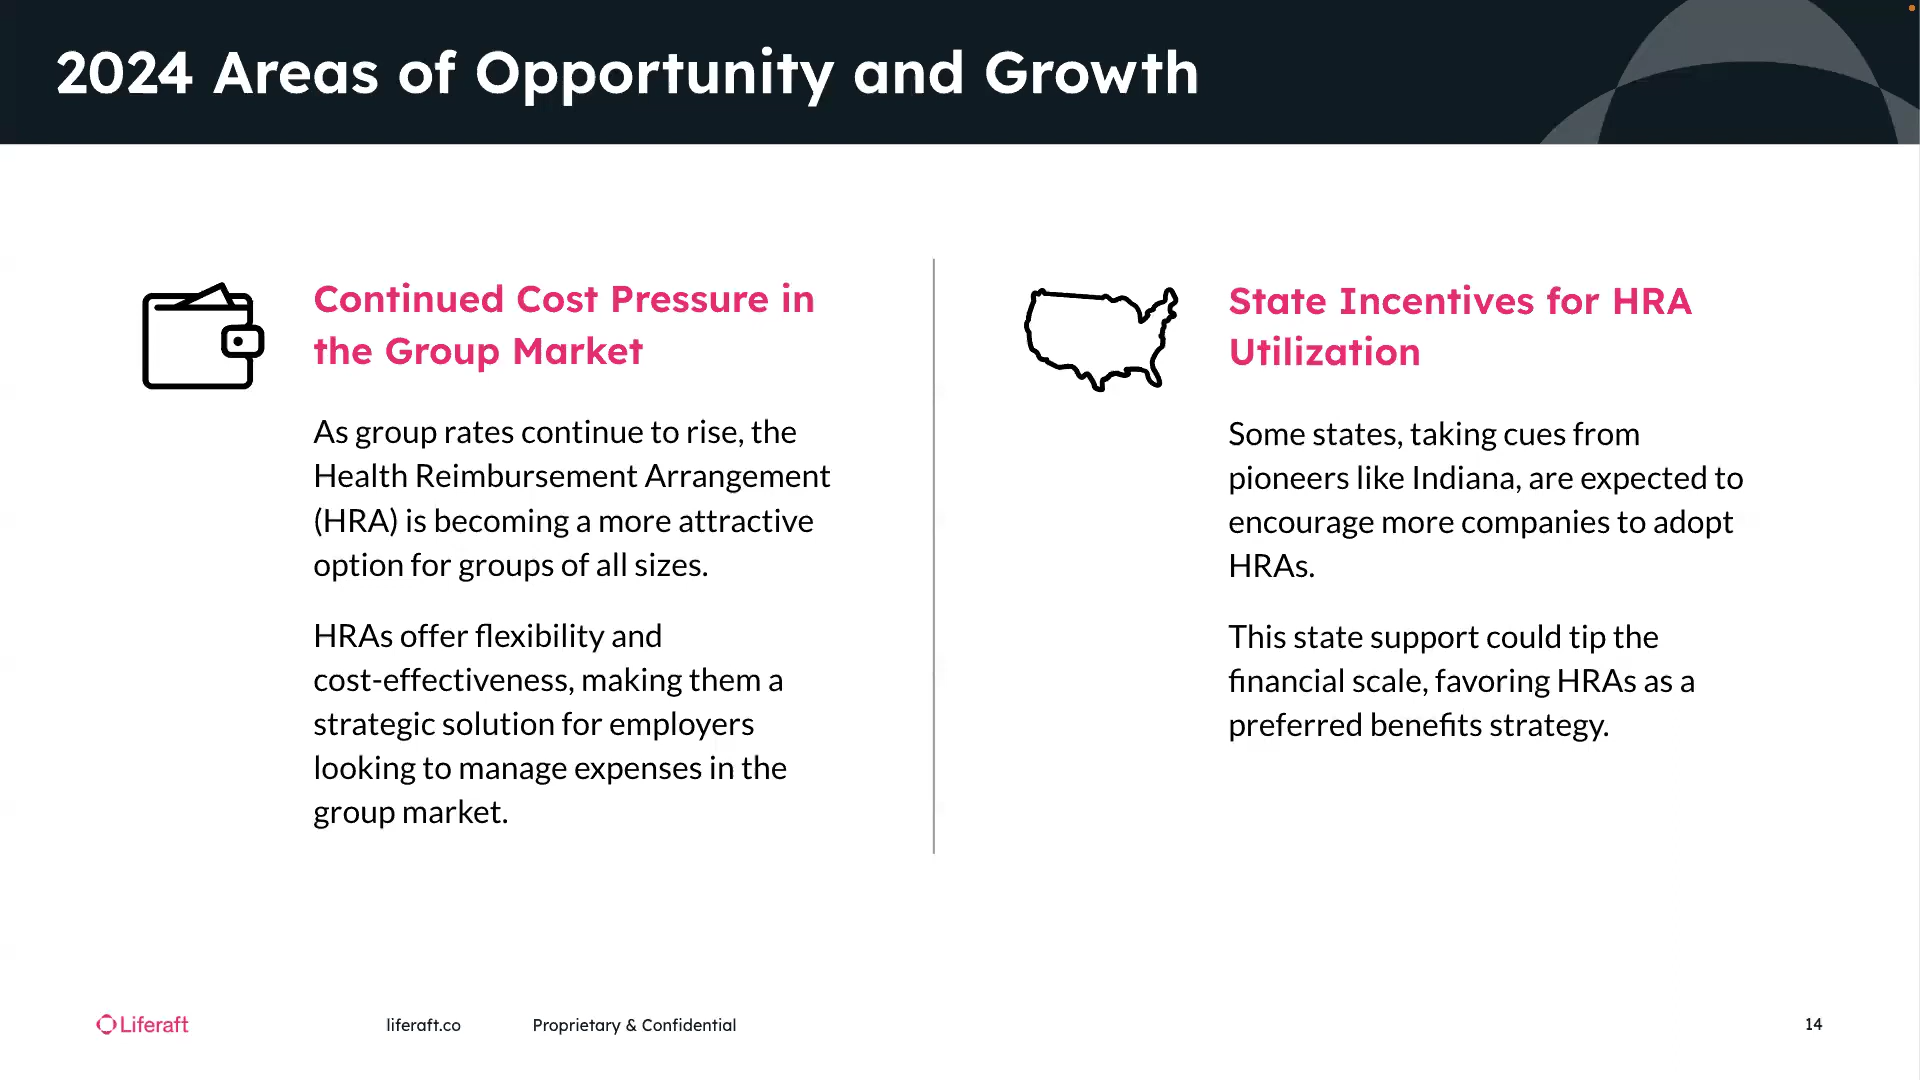 2024 Areas of Opportunity and Growth
Continued Cost Pressure in
the Group Market
As group rates continue to rise, the
Health Reimbursement Arrangement
(HRA) is becoming a more attractive
option for groups of all sizes.
HRAs offer flexibility and
cost-effectiveness, making them a
strategic solution for employers
looking to manage expenses in the
group market.
State Incentives for HRA
Utilization
Some states, taking cues from
pioneers like Indiana, are expected to
encourage more companies to adopt
HRAs.
This state support could tip the
financial scale, favoring HRAs as a
preferred benefits strategy.
Liferaft
liferaft.co
Proprietary & Confidential
14